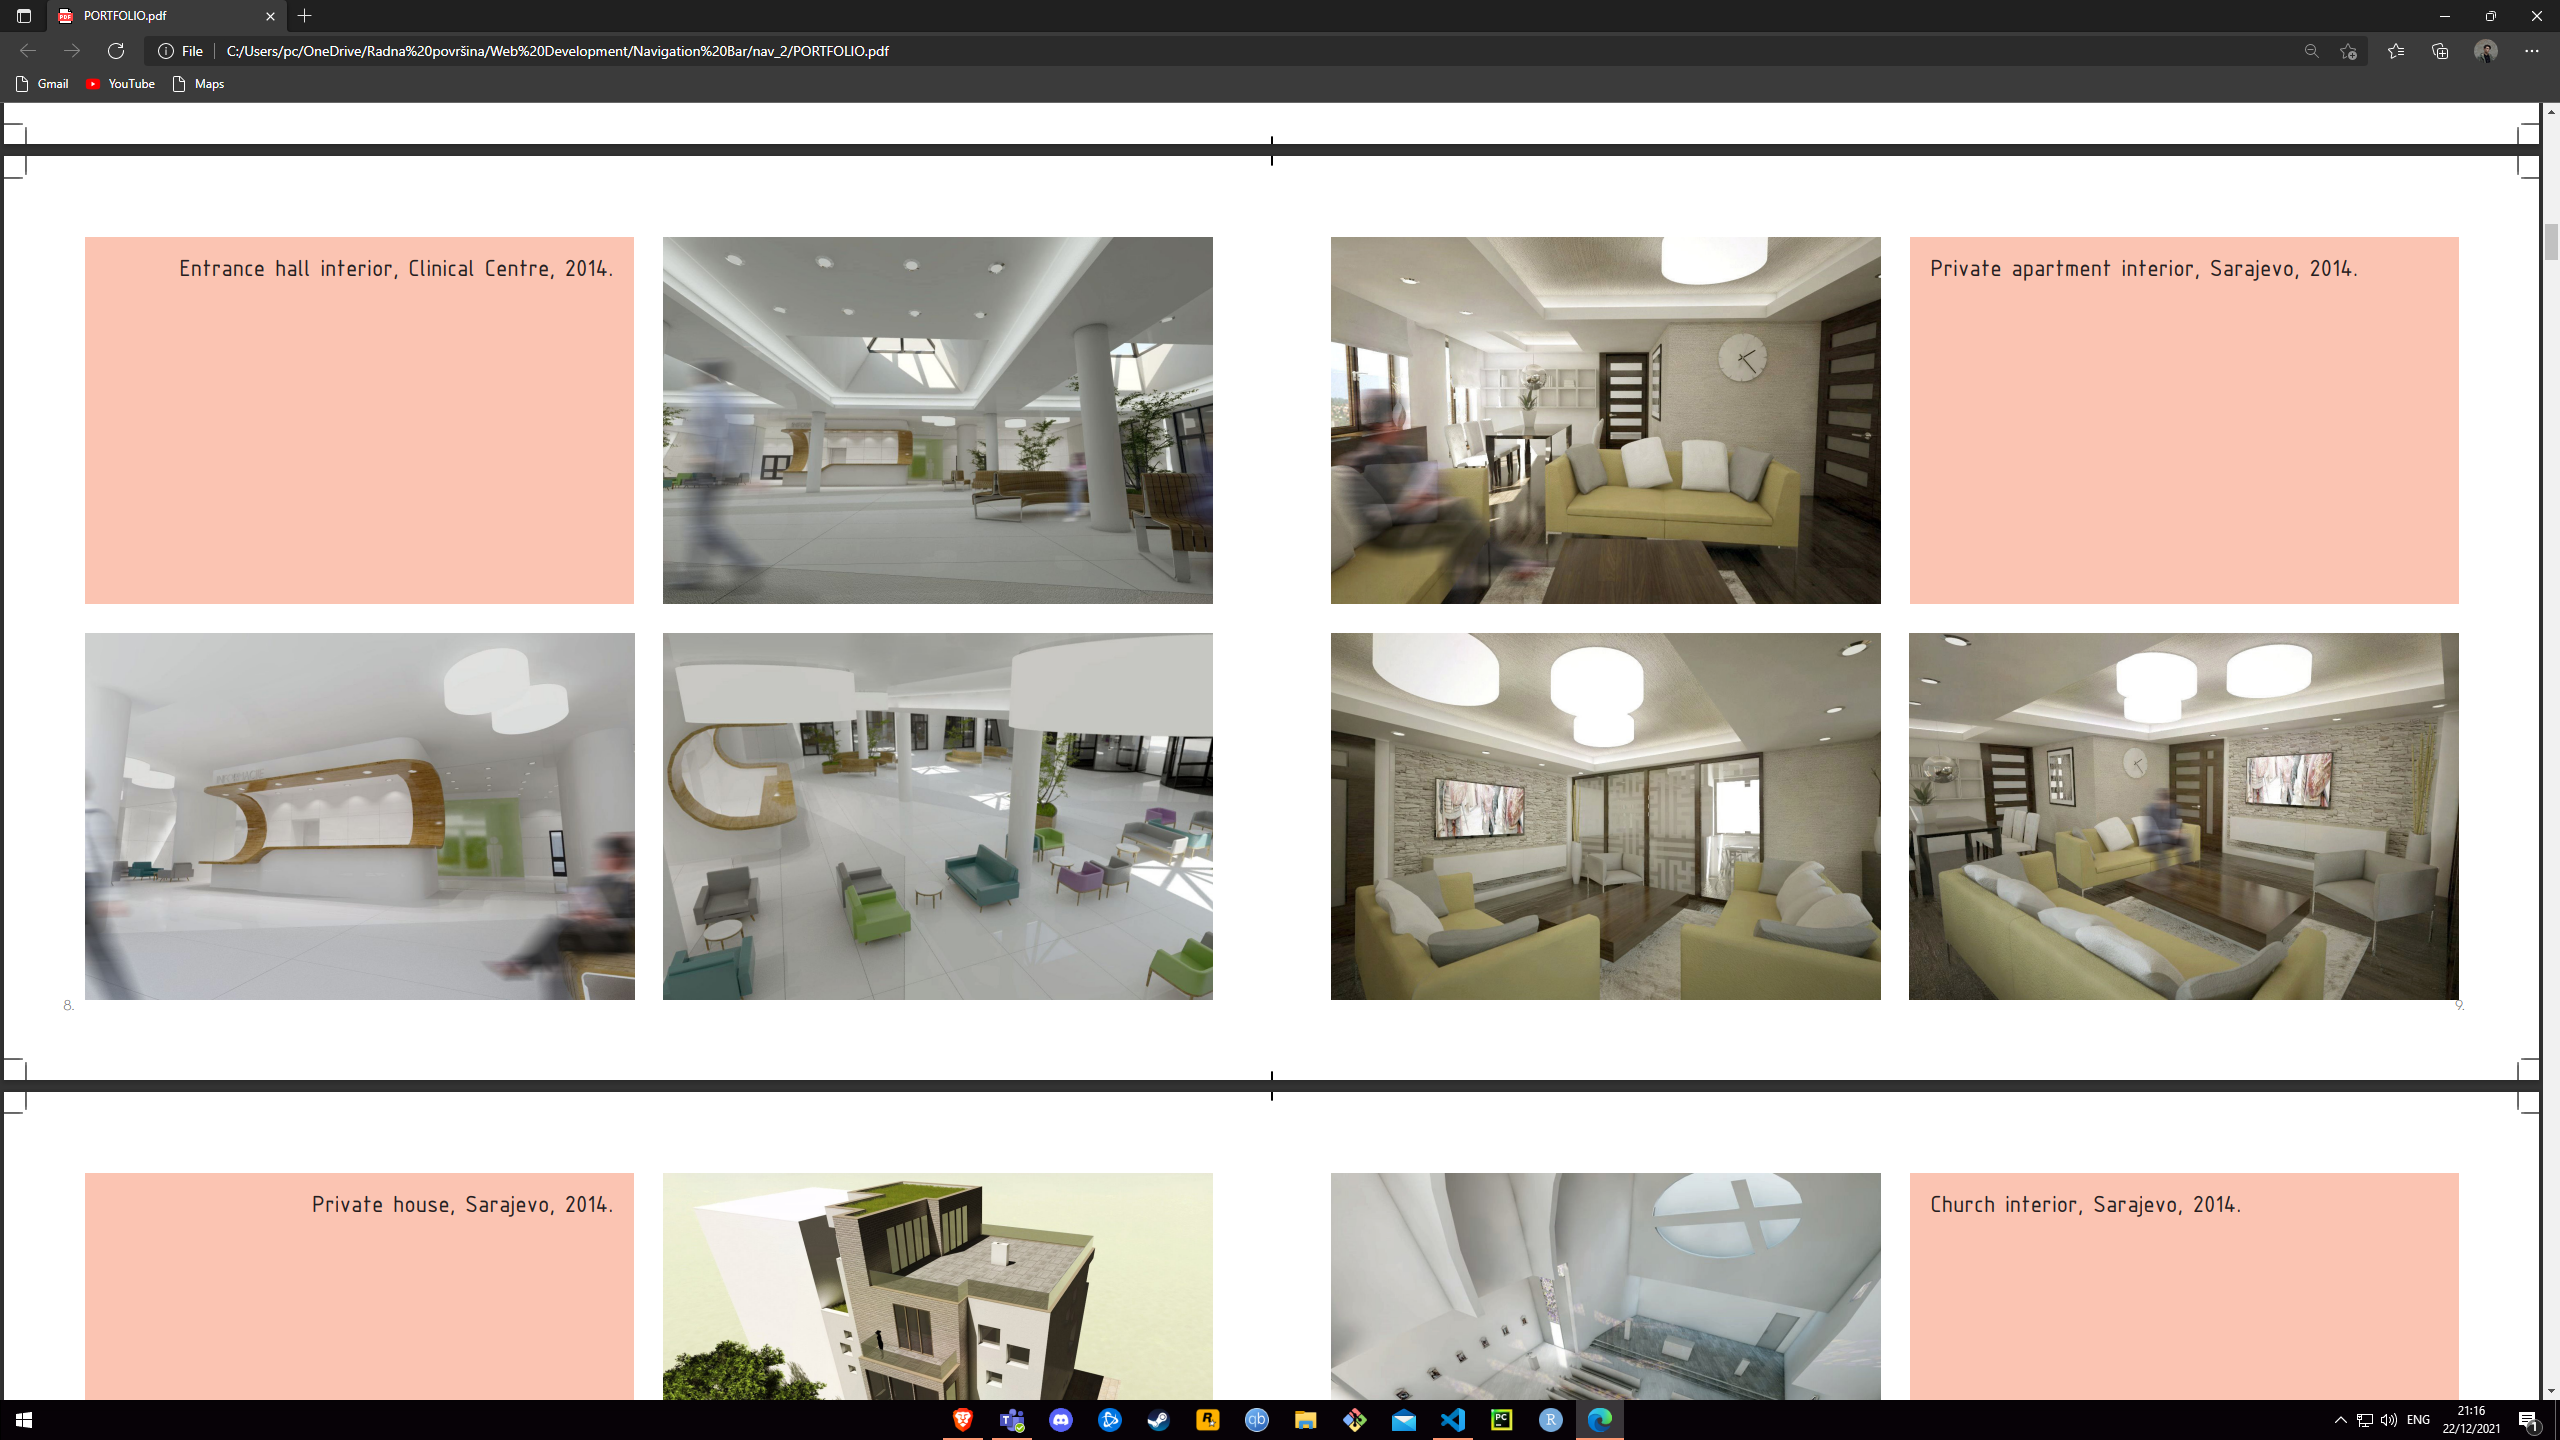 PORTFOLIO.pdf
File
C:/Users/pc/OneDrive/Radna%20površina/Web%20Development/Navigation%20Bar/nav_2/PORTFOLIO.pdf
Gmail
YouTube
Maps
Entrance hall interior, Clinical Centre, 2014.
Private apartment interior, Sarajevo, 2014.
8.
9.
Private house, Sarajevo, 2014.
Church interior, Sarajevo, 2014.
ENG
21:16
22/12/2021
1